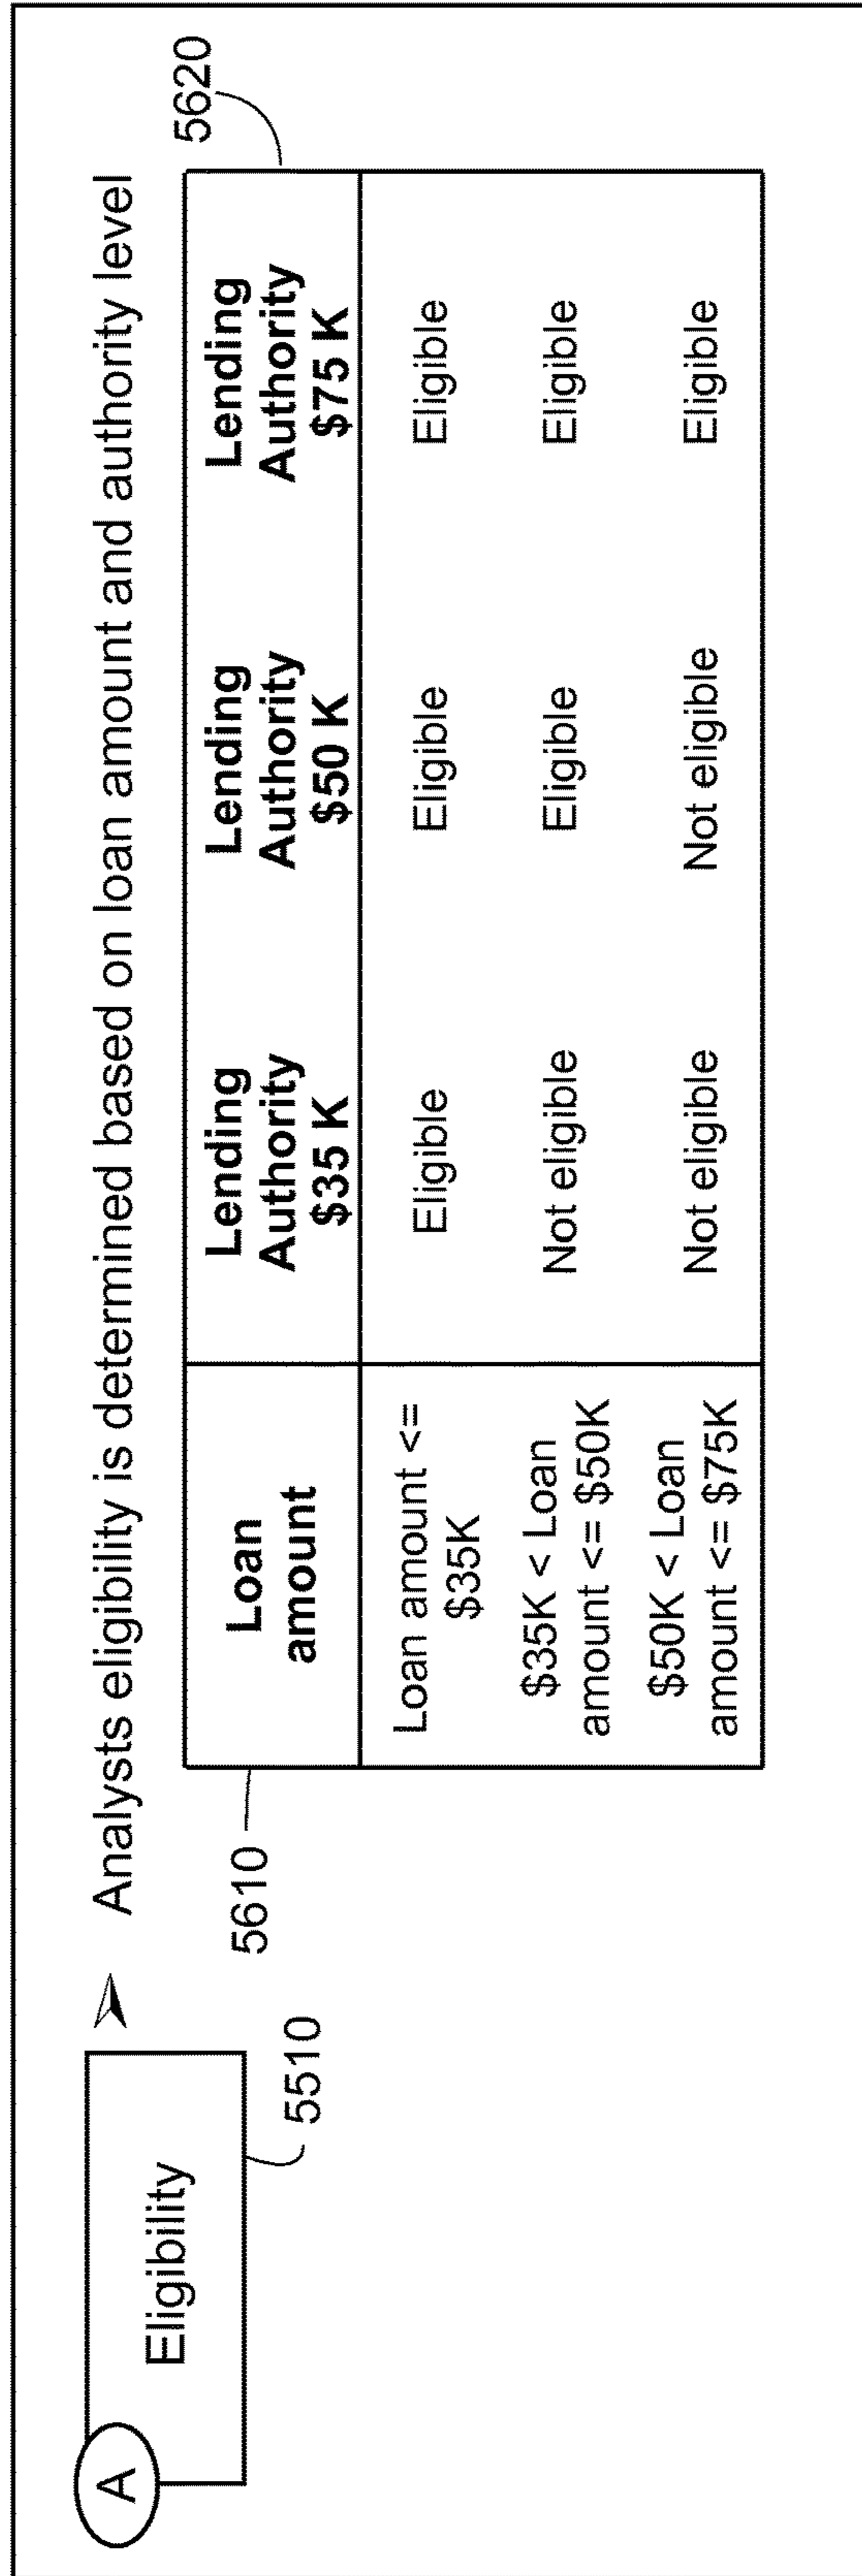 A
Eligibility
5510
Analysts eligibility is determined based on loan amount and authority level
5610
5620
Loan
amount
Lending
Authority
$35 K
Lending
Authority
$50 K
Lending
Authority
$75 K
Loan amount <=
$35K
Eligible
Eligible
Eligible
$35K < Loan
amount <= $50K
Not eligible
Eligible
Eligible
$50K < Loan
amount <= $75K
Not eligible
Not eligible
Eligible